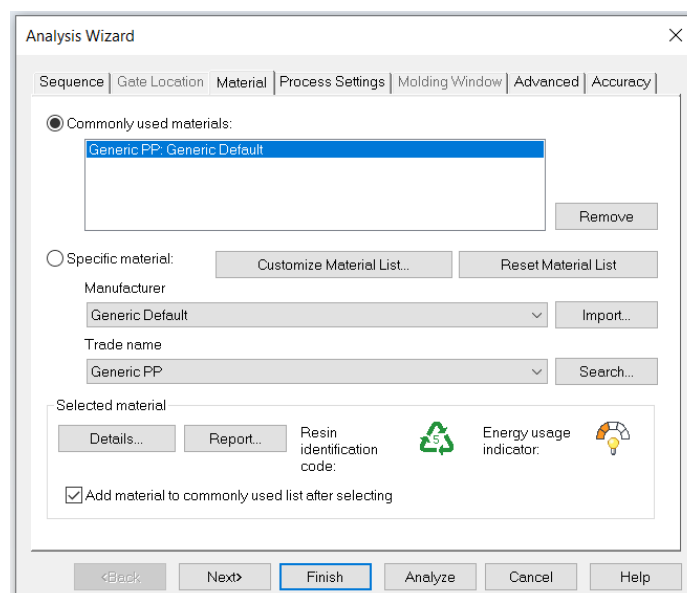 Analysis Wizard
Sequence Gate Location Material Process Settings Molding Window Advanced Accuracy
Commonly used materials:
Generic PP: Generic Default
Remove
Specific material: Customize Material List... Reset Material List
Manufacturer
Generic Default Import...
Trade name
Generic PP Search...
Selected material
Details... Report... Resin identification code: 5 Energy usage indicator:
Add material to commonly used list after selecting
<Back Next> Finish Analyze Cancel Help